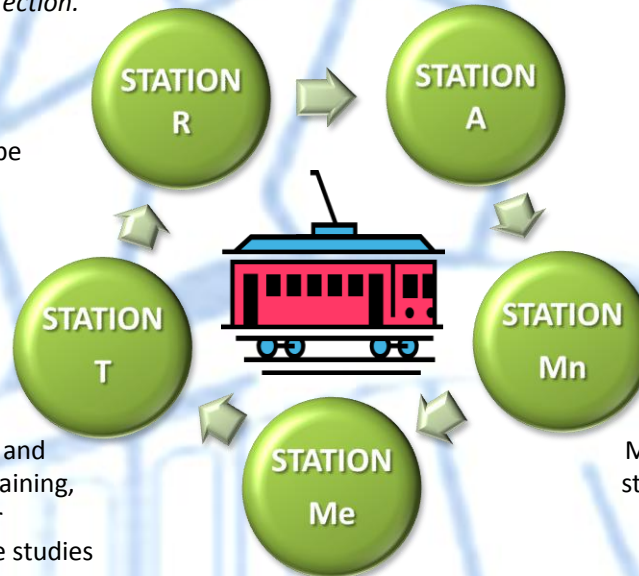 ection.
STATION
R
STATION
A
be
STATION
T
STATION
Mn
and
aining,
e studies
STATION
Me
M
st